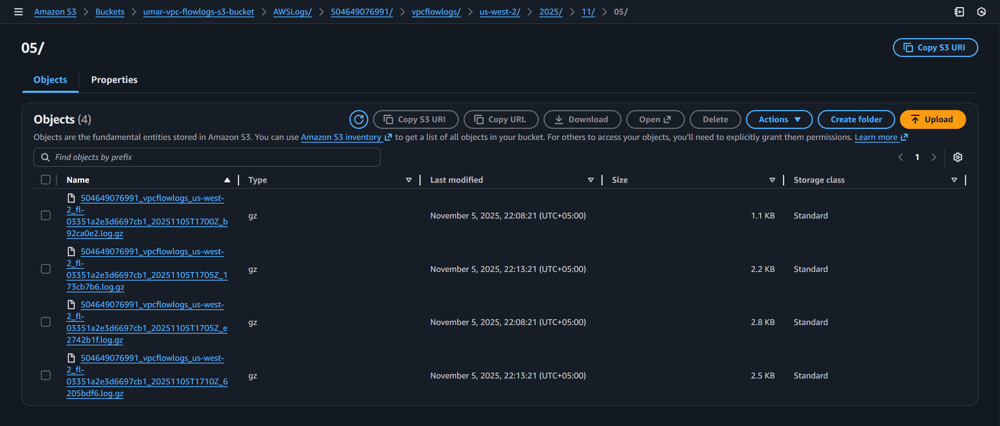 Amazon S3 > Buckets > umar-vpc-flowlogs-s3-bucket > AWSLogs/ > 504649076991/ > vpcflowlogs/ > us-west-2/ > 2025/ > 11/ > 05/
05/
Copy S3 URI
Objects Properties
Objects (4)
Copy S3 URI Copy URL Download Open Delete Actions Create folder Upload
Objects are the fundamental entities stored in Amazon S3. You can use Amazon S3 inventory to get a list of all objects in your bucket. For others to access your objects, you'll need to explicitly grant them permissions. Learn more
Find objects by prefix
1
Name Type Last modified Size Storage class
504649076991_vpcflowlogs_us-west-
2_fl-
03351a2e3d6697cb1_20251105T1700Z_b
92ca0e2.log.gz
gz November 5, 2025, 22:08:21 (UTC+05:00) 1.1 KB Standard
504649076991_vpcflowlogs_us-west-
2_fl-
03351a2e3d6697cb1_20251105T1705Z_1
73cb7b6.log.gz
gz November 5, 2025, 22:13:21 (UTC+05:00) 2.2 KB Standard
504649076991_vpcflowlogs_us-west-
2_fl-
03351a2e3d6697cb1_20251105T1705Z_e
2742b1f.log.gz
gz November 5, 2025, 22:08:21 (UTC+05:00) 2.8 KB Standard
504649076991_vpcflowlogs_us-west-
2_fl-
03351a2e3d6697cb1_20251105T1710Z_6
205bdf6.log.gz
gz November 5, 2025, 22:13:21 (UTC+05:00) 2.5 KB Standard